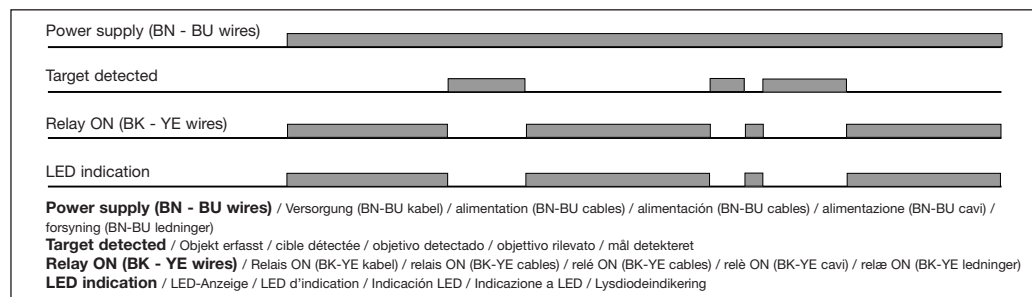 Power supply (BN - BU wires)
Target detected
Relay ON (BK - YE wires)
LED indication
Power supply (BN - BU wires) / Versorgung (BN-BU kabel) / alimentation (BN-BU cables) / alimentación (BN-BU cables) / alimentazione (BN-BU cavi) /
forsyning (BN-BU ledninger)
Target detected / Objekt erfasst / cible détectée / objetivo detectado / objettivo rilevato / mål detekteret
Relay ON (BK - YE wires) / Relais ON (BK-YE kabel) / relais ON (BK-YE cables) / relé ON (BK-YE cables) / relè ON (BK-YE cavi) / relæ ON (BK-YE ledninger)
LED indication / LED-Anzeige / LED d'indication / Indicación LED / Indicazione a LED / Lysdiodeindikering